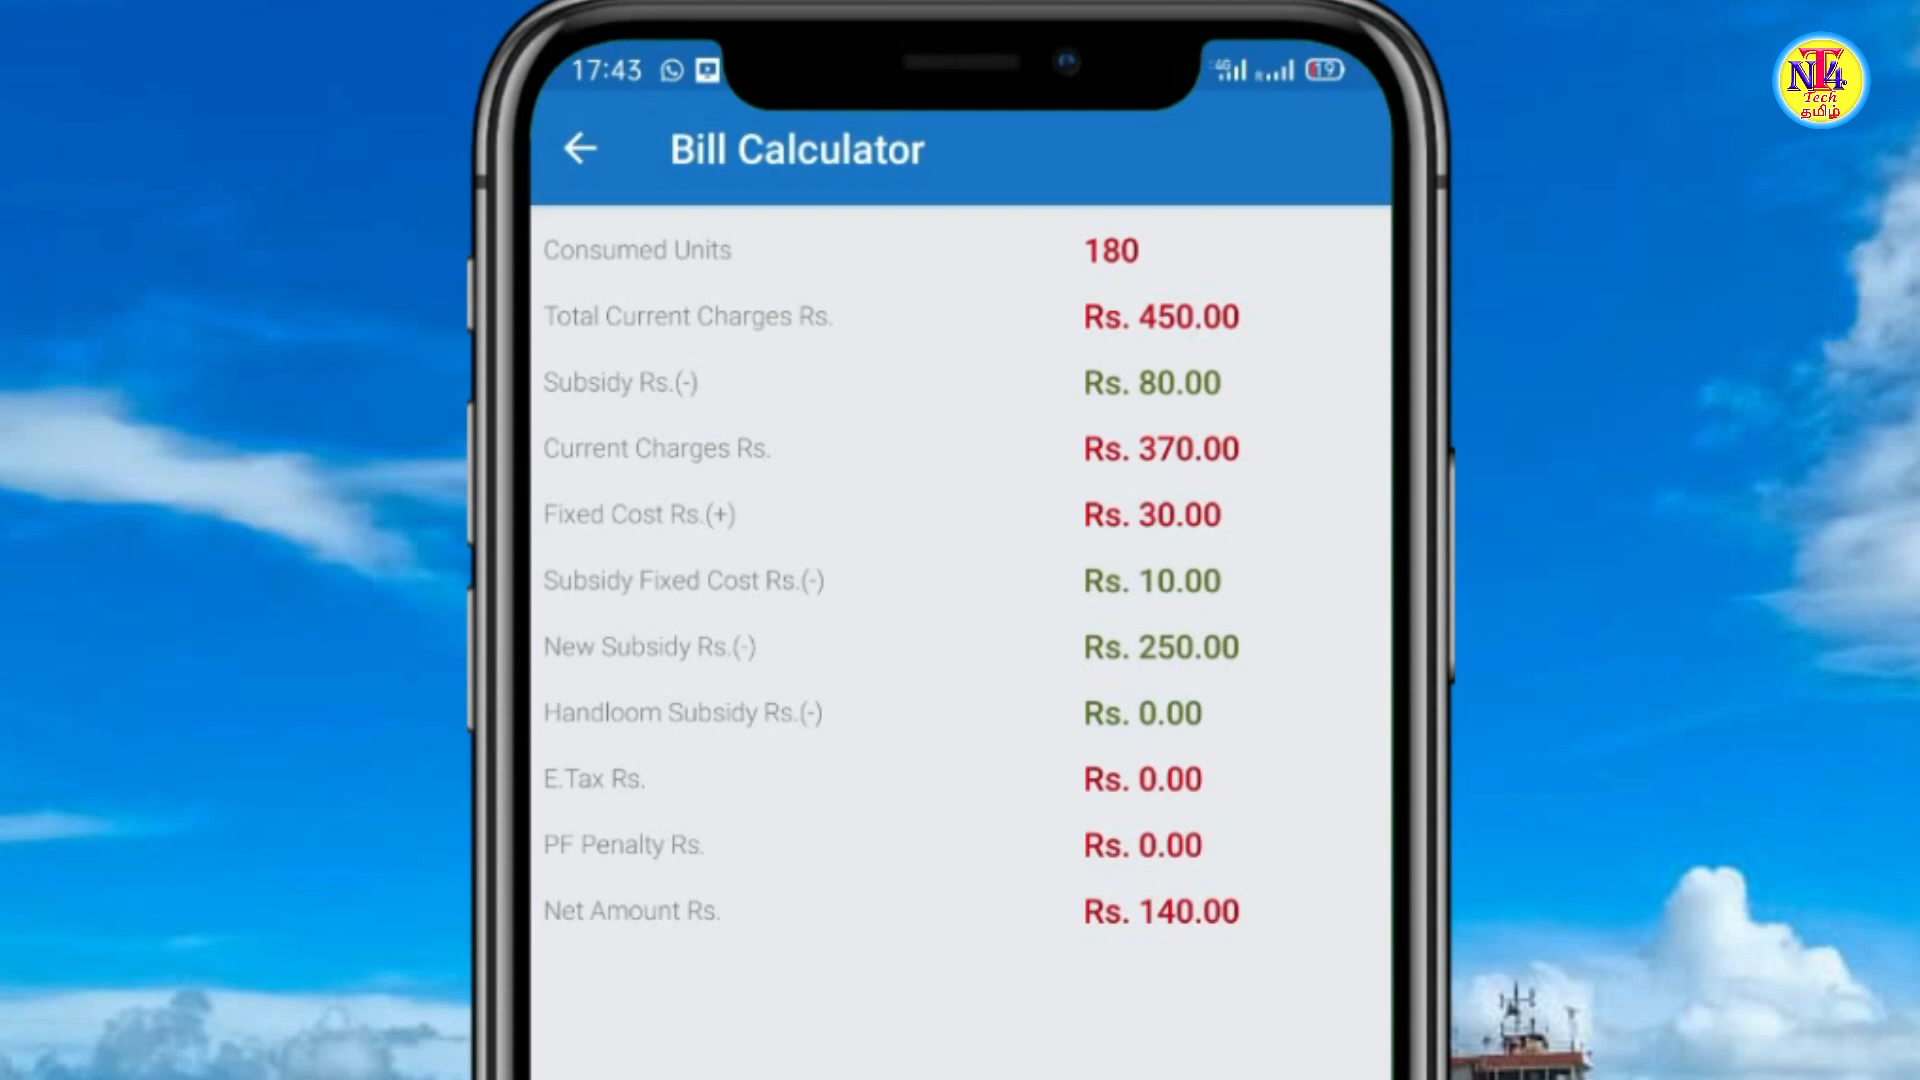 17:43
4G
R
19
NT4
Tech
தமிழ்
Bill Calculator
Consumed Units 180
Total Current Charges Rs. Rs. 450.00
Subsidy Rs.(-) Rs. 80.00
Current Charges Rs. Rs. 370.00
Fixed Cost Rs.(+) Rs. 30.00
Subsidy Fixed Cost Rs.(-) Rs. 10.00
New Subsidy Rs.(-) Rs. 250.00
Handloom Subsidy Rs.(-) Rs. 0.00
E.Tax Rs. Rs. 0.00
PF Penalty Rs. Rs. 0.00
Net Amount Rs. Rs. 140.00